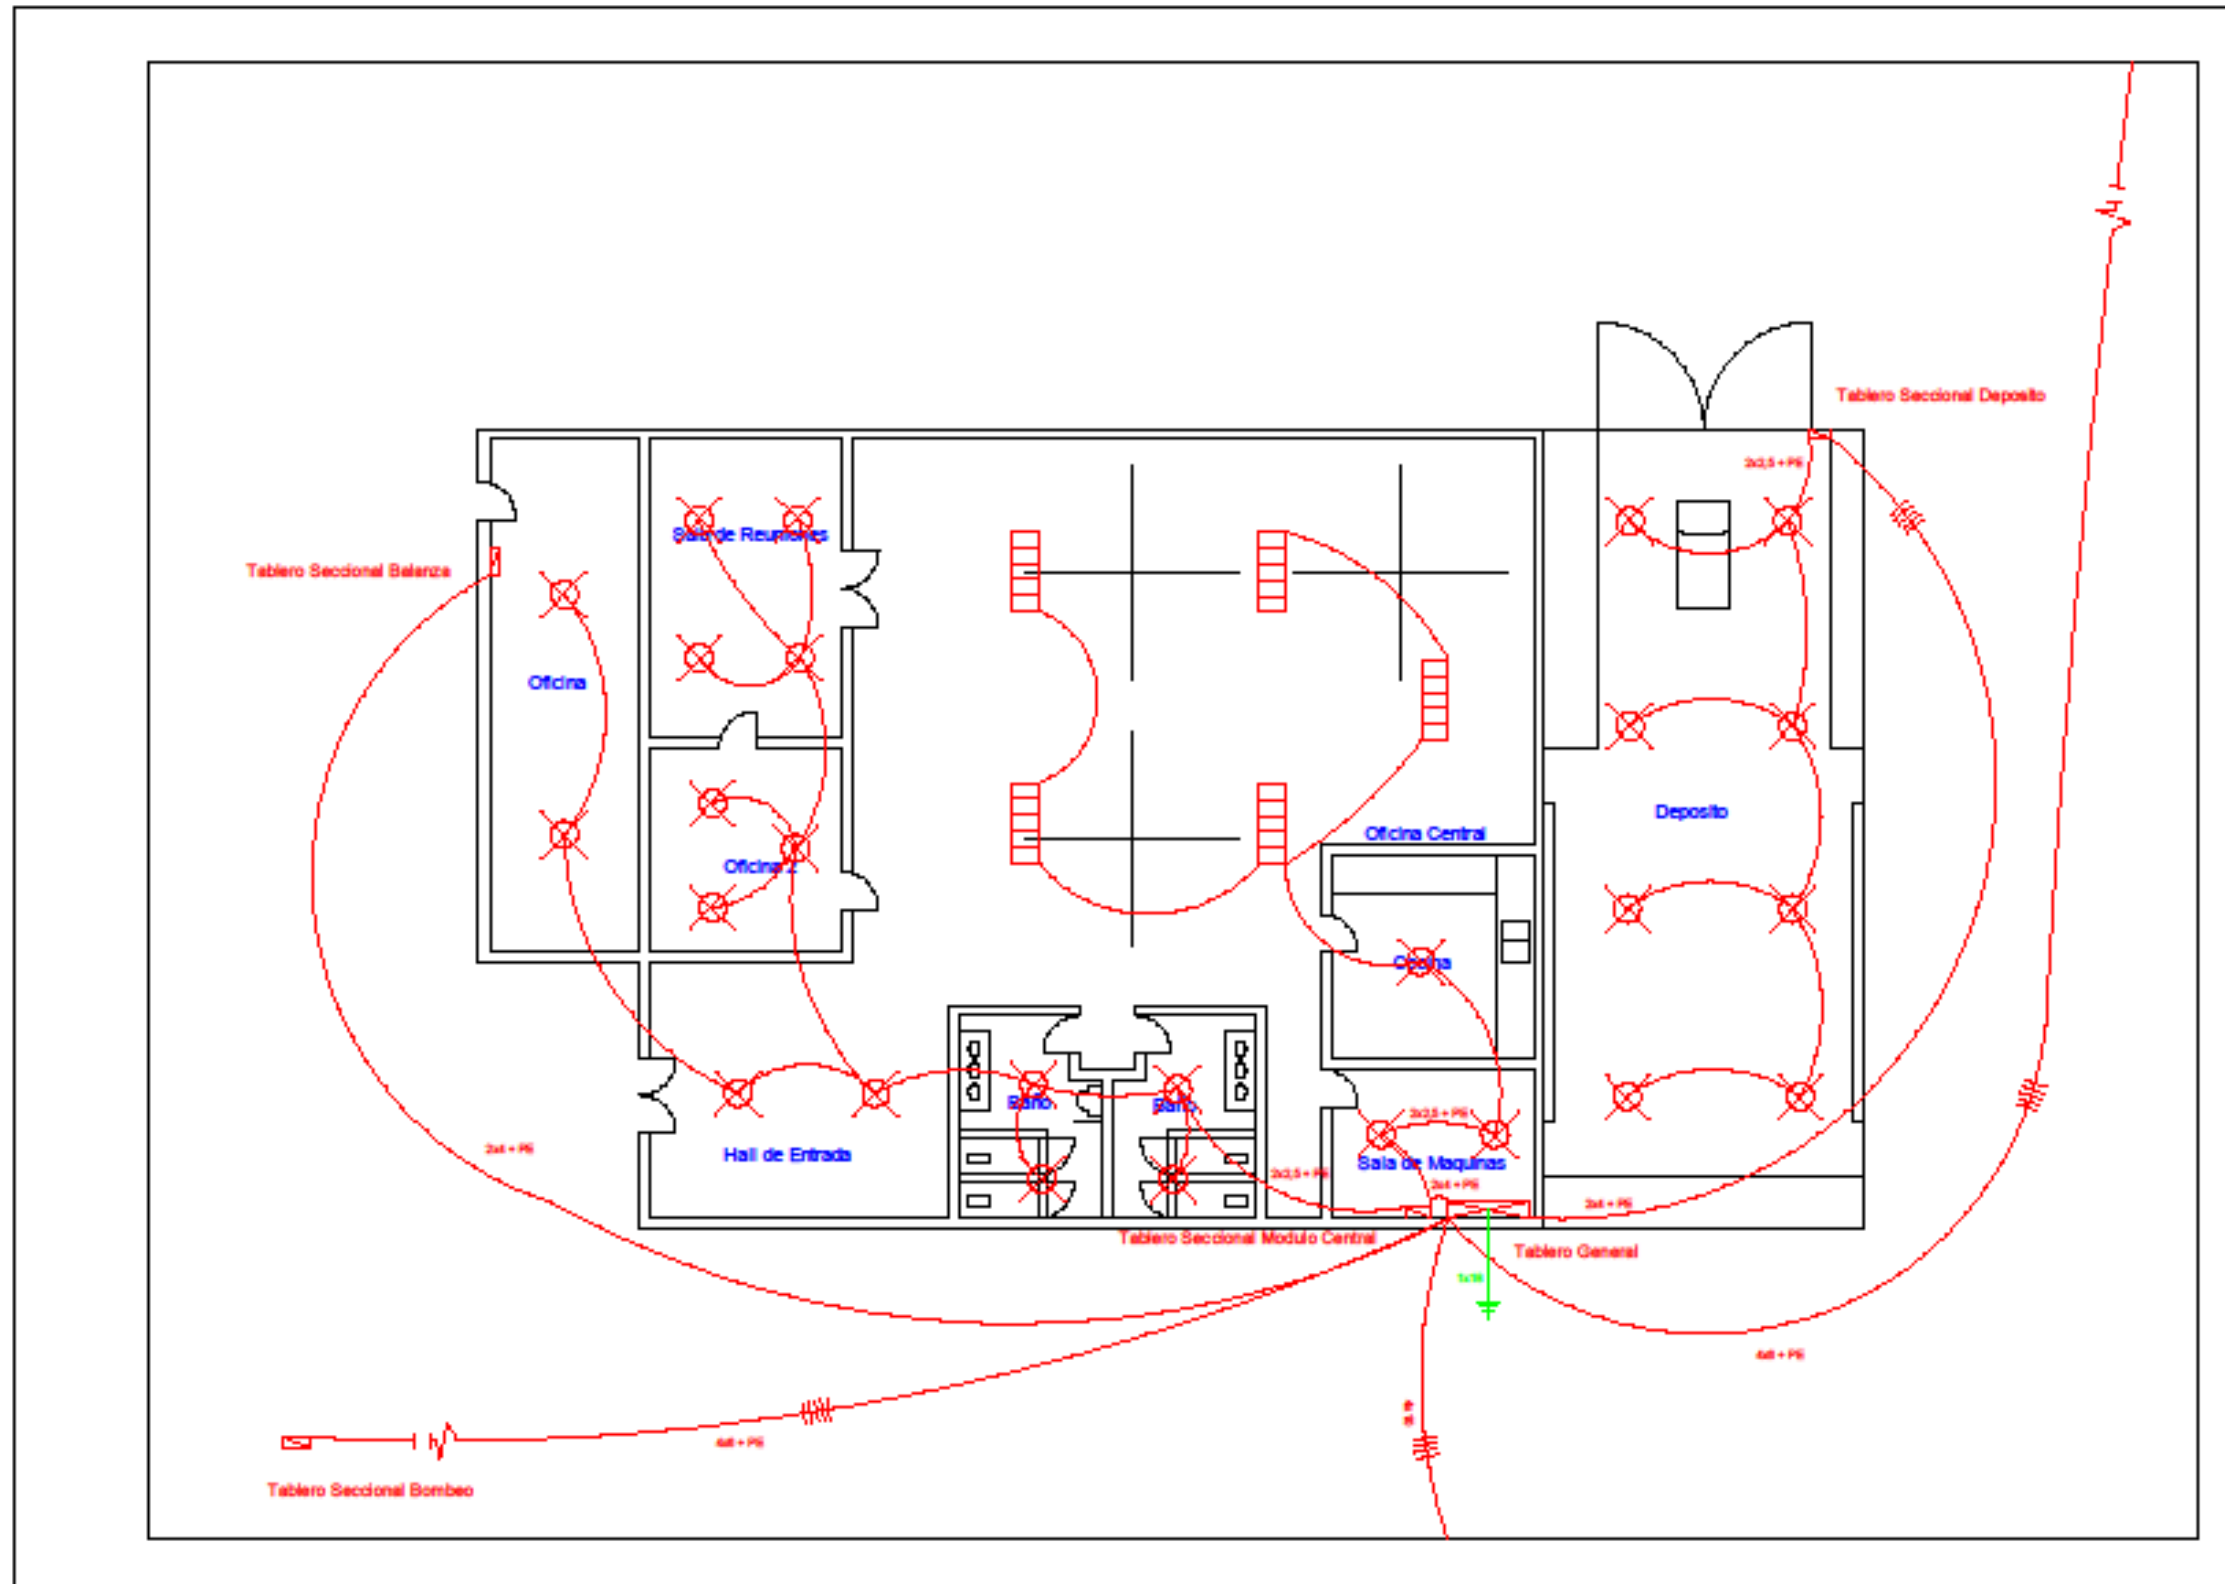 Tablero Seccional Deposito
2x2,5 + PE
Sala de Reuniones
Tablero Seccional Balanza
Oficina
Deposito
Oficina Central
Oficina 2
Cocina
Baño
Baño
2x2,5 + PE
2x4 + PE
Hall de Entrada
Sala de Maquinas
2x2,5 + PE
2x4 + PE
2x4 + PE
Tablero Seccional Modulo Central
Tablero General
4x6 + PE
4x6 + PE
Tablero Seccional Bombeo